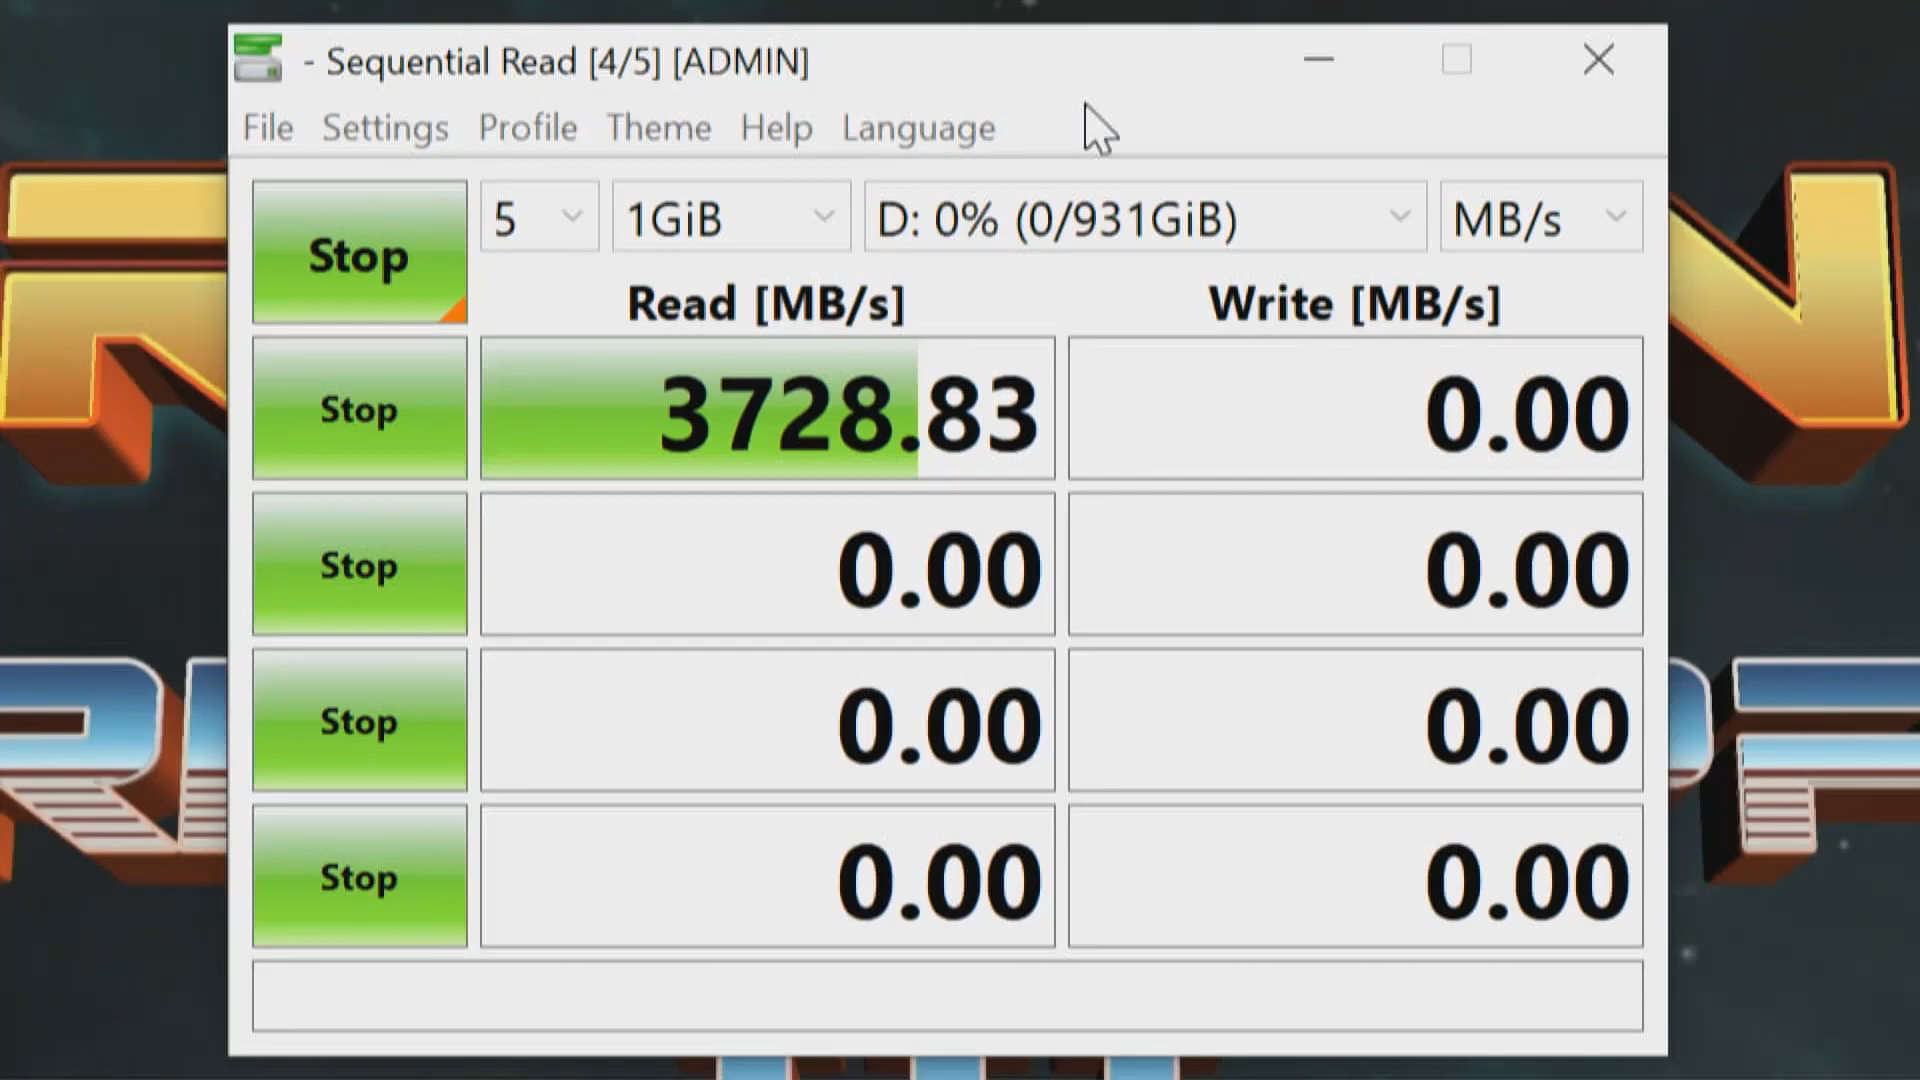 - Sequential Read [4/5] [ADMIN]
File Settings Profile Theme Help Language
Stop 5 1GiB D: 0% (0/931GiB) MB/s
Read [MB/s] Write [MB/s]
Stop 3728.83 0.00
Stop 0.00 0.00
Stop 0.00 0.00
Stop 0.00 0.00